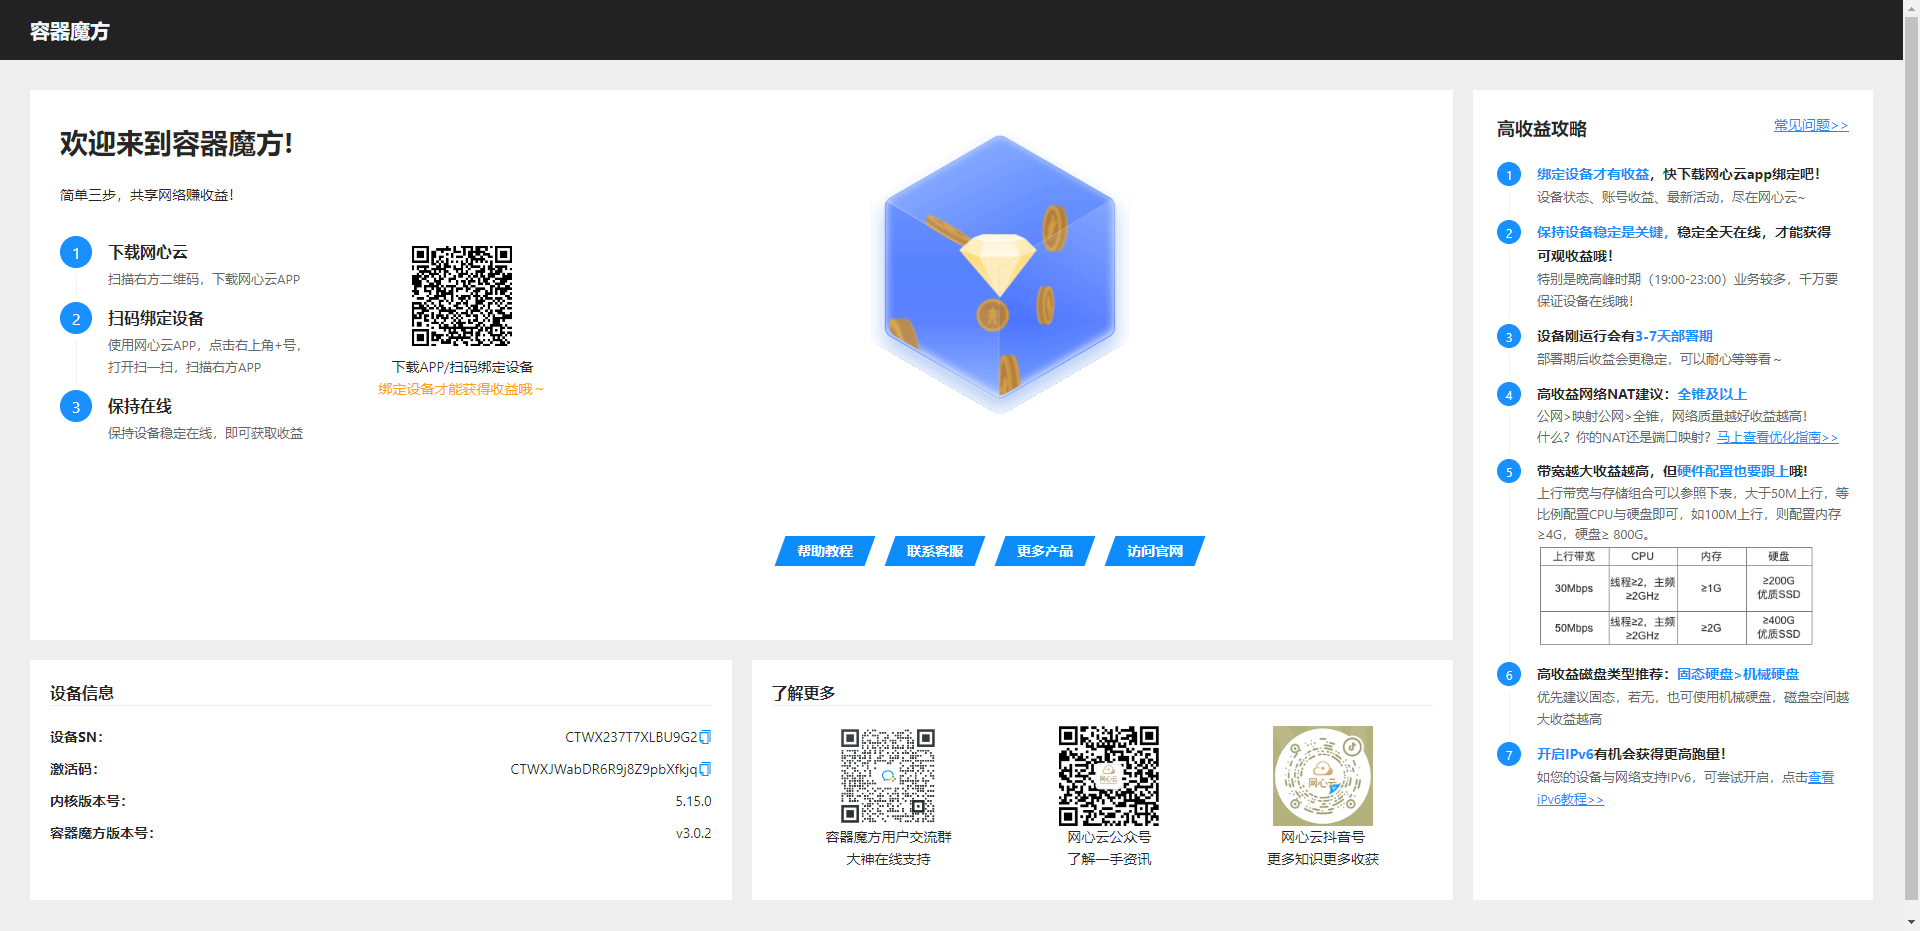 容器魔方
欢迎来到容器魔方!
简单三步，共享网络赚收益！
1
下载网心云
扫描右方二维码，下载网心云APP
2
扫码绑定设备
使用网心云APP，点击右上角+号，
打开扫一扫，扫描右方APP
3
保持在线
保持设备稳定在线，即可获取收益
下载APP/扫码绑定设备
绑定设备才能获得收益哦～
帮助教程
联系客服
更多产品
访问官网
设备信息
设备SN：
CTWX237T7XLBU9G2
激活码：
CTWXJWabDR6R9j8Z9pbXfkjq
内核版本号：
5.15.0
容器魔方版本号：
v3.0.2
了解更多
容器魔方用户交流群
大神在线支持
网心云公众号
了解一手资讯
网心云
网心云抖音号
更多知识更多收获
高收益攻略
常见问题>>
1
绑定设备才有收益，快下载网心云app绑定吧！
设备状态、账号收益、最新活动，尽在网心云~
2
保持设备稳定是关键，稳定全天在线，才能获得
可观收益哦！
特别是晚高峰时期（19:00-23:00）业务较多，千万要
保证设备在线哦！
3
设备刚运行会有3-7天部署期
部署期后收益会更稳定，可以耐心等等看～
4
高收益网络NAT建议：全锥及以上
公网>映射公网>全锥，网络质量越好收益越高！
什么？你的NAT还是端口映射？马上查看优化指南>>
5
带宽越大收益越高，但硬件配置也要跟上哦!
上行带宽与存储组合可以参照下表，大于50M上行，等
比例配置CPU与硬盘即可，如100M上行，则配置内存
≥4G，硬盘≥ 800G。
上行带宽 CPU 内存 硬盘
30Mbps 线程≥2，主频 ≥2GHz ≥1G ≥200G 优质SSD
50Mbps 线程≥2，主频 ≥2GHz ≥2G ≥400G 优质SSD
6
高收益磁盘类型推荐：固态硬盘>机械硬盘
优先建议固态，若无，也可使用机械硬盘，磁盘空间越
大收益越高
7
开启IPv6有机会获得更高跑量！
如您的设备与网络支持IPv6，可尝试开启，点击查看
iPv6教程>>